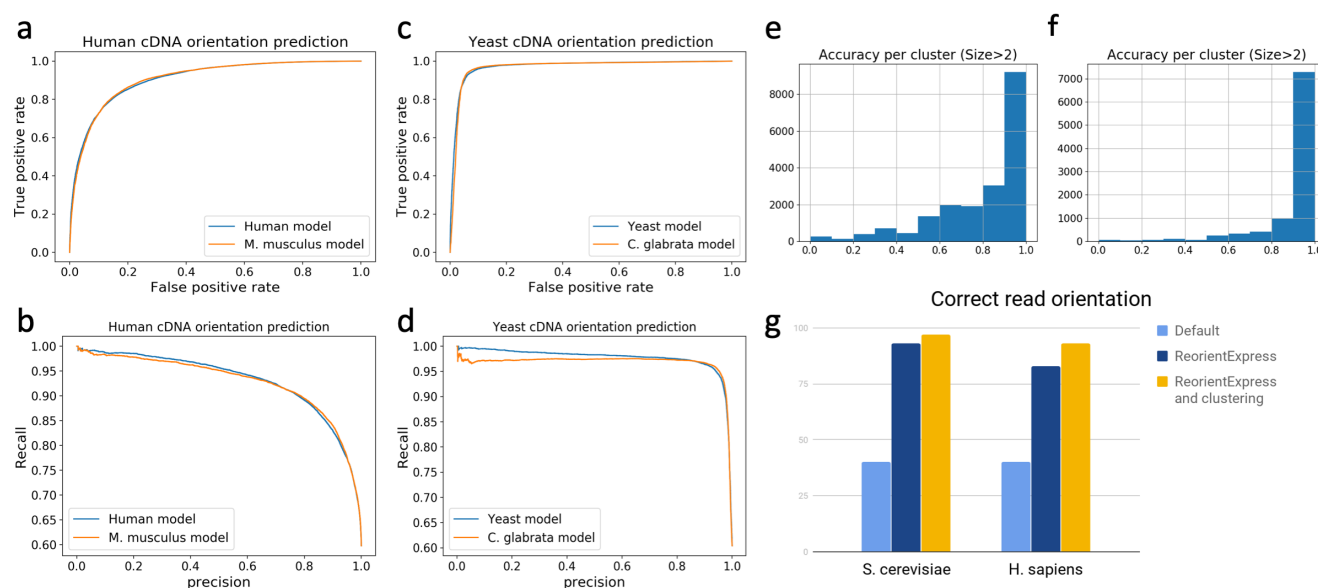 a
Human cDNA orientation prediction
1.0
0.8
0.6
0.4
0.2
0.0
True positive rate
Human model
M. musculus model
0.0 0.2 0.4 0.6 0.8 1.0
False positive rate
c
Yeast cDNA orientation prediction
1.0
0.8
0.6
0.4
0.2
0.0
True positive rate
Yeast model
C. glabrata model
0.0 0.2 0.4 0.6 0.8 1.0
False positive rate
e
Accuracy per cluster (Size>2)
8000
6000
4000
2000
0
0.0 0.2 0.4 0.6 0.8 1.0
f
Accuracy per cluster (Size>2)
7000
6000
5000
4000
3000
2000
1000
0
0.0 0.2 0.4 0.6 0.8 1.0
b
Human cDNA orientation prediction
1.00
0.95
0.90
0.85
0.80
0.75
0.70
0.65
0.60
Recall
Human model
M. musculus model
0.0 0.2 0.4 0.6 0.8 1.0
precision
d
Yeast cDNA orientation prediction
1.00
0.95
0.90
0.85
0.80
0.75
0.70
0.65
0.60
Recall
Yeast model
C. glabrata model
0.0 0.2 0.4 0.6 0.8 1.0
precision
g
Correct read orientation
100
75
50
25
0
S. cerevisiae H. sapiens
Default
ReorientExpress
ReorientExpress
and clustering